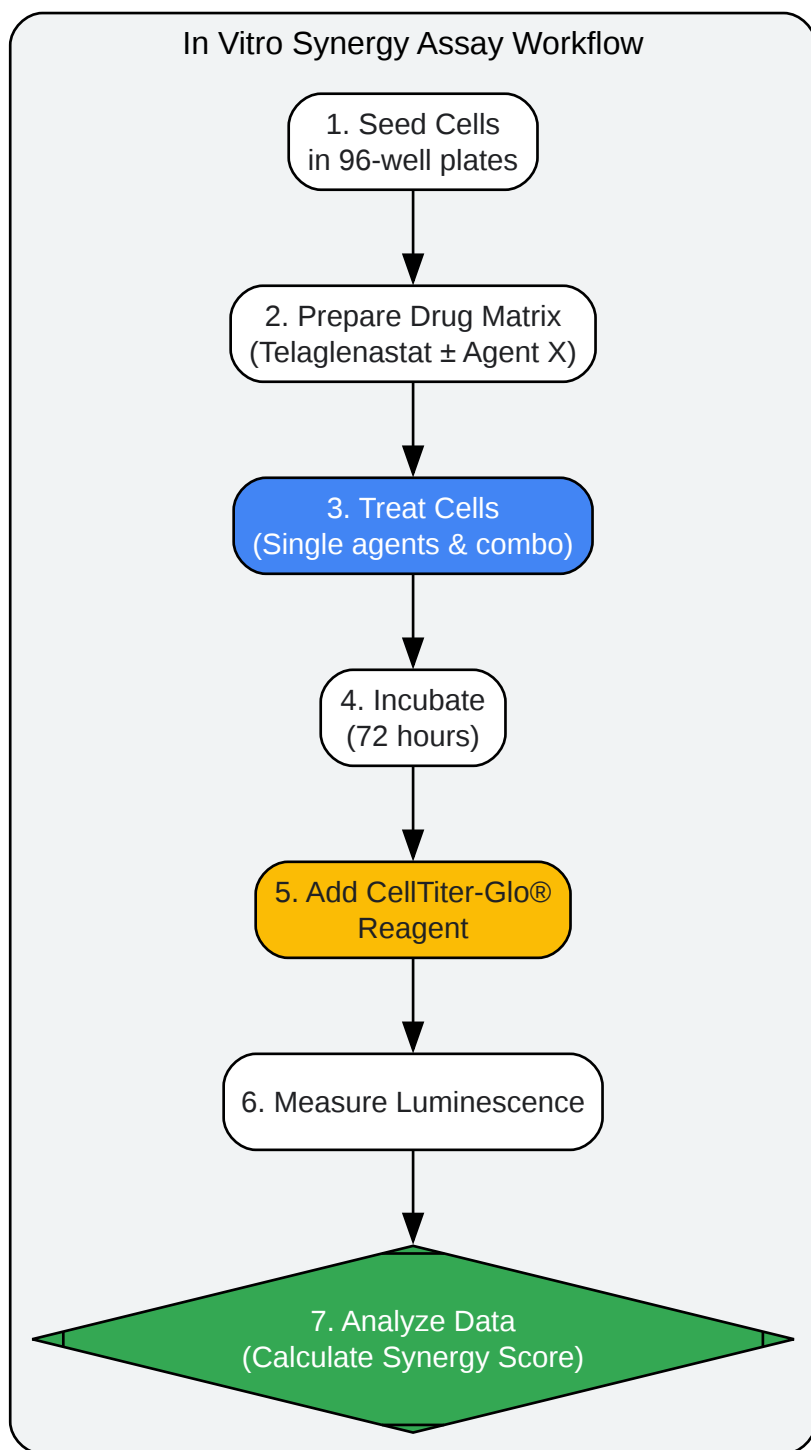 In Vitro Synergy Assay Workflow
1. Seed Cells
in 96-well plates
2. Prepare Drug Matrix
(Telaglenastat ± Agent X)
3. Treat Cells
(Single agents & combo)
4. Incubate
(72 hours)
5. Add CellTiter-Glo®
Reagent
6. Measure Luminescence
7. Analyze Data
(Calculate Synergy Score)